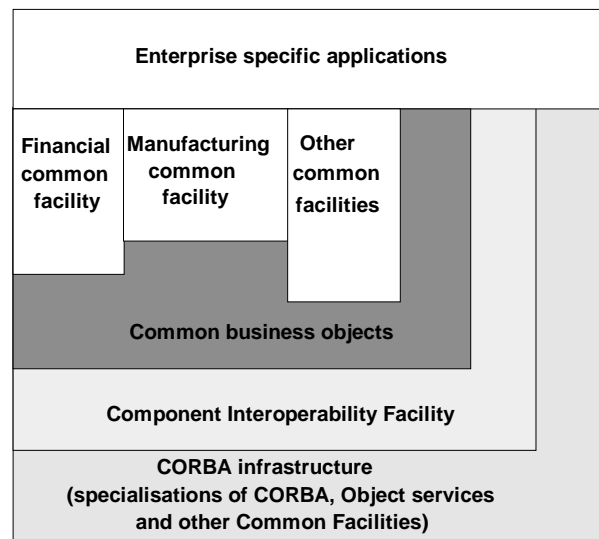 Enterprise specific applications
Financial
common
facility
Manufacturing
common
facility
Other
common
facilities
Common business objects
Component Interoperability Facility
CORBA infrastructure
(specialisations of CORBA, Object services
and other Common Facilities)